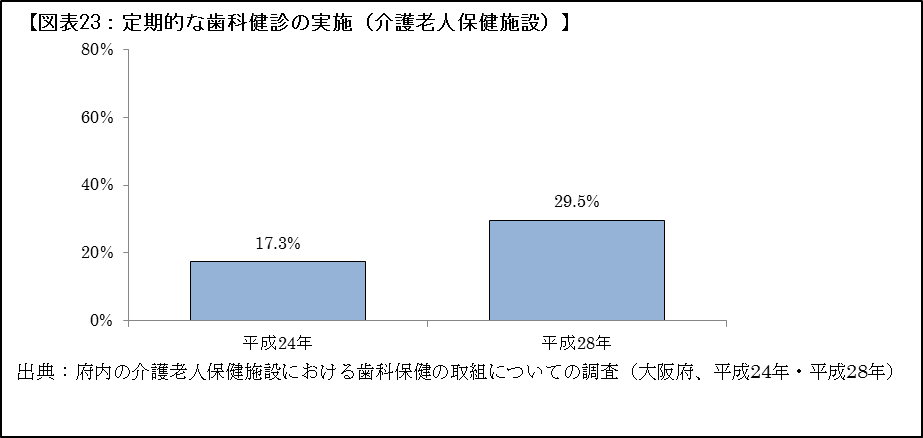 【図表23：定期的な歯科健診の実施（介護老人保健施設）】
80%
60%
40%
20%
0%
17.3%
29.5%
平成24年
平成28年
出典：府内の介護老人保健施設における歯科保健の取組についての調査（大阪府、平成24年・平成28年）